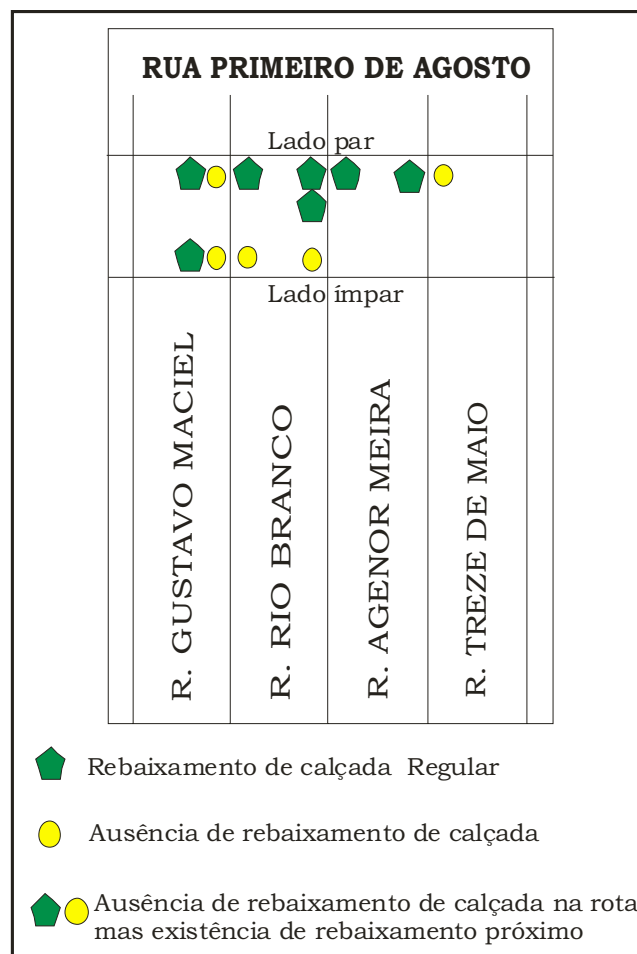 RUA PRIMEIRO DE AGOSTO
Lado par
Lado ímpar
R. GUSTAVO MACIEL
R. RIO BRANCO
R. AGENOR MEIRA
R. TREZE DE MAIO
Rebaixamento de calçada Regular
Ausência de rebaixamento de calçada
Ausência de rebaixamento de calçada na rota
mas existência de rebaixamento próximo